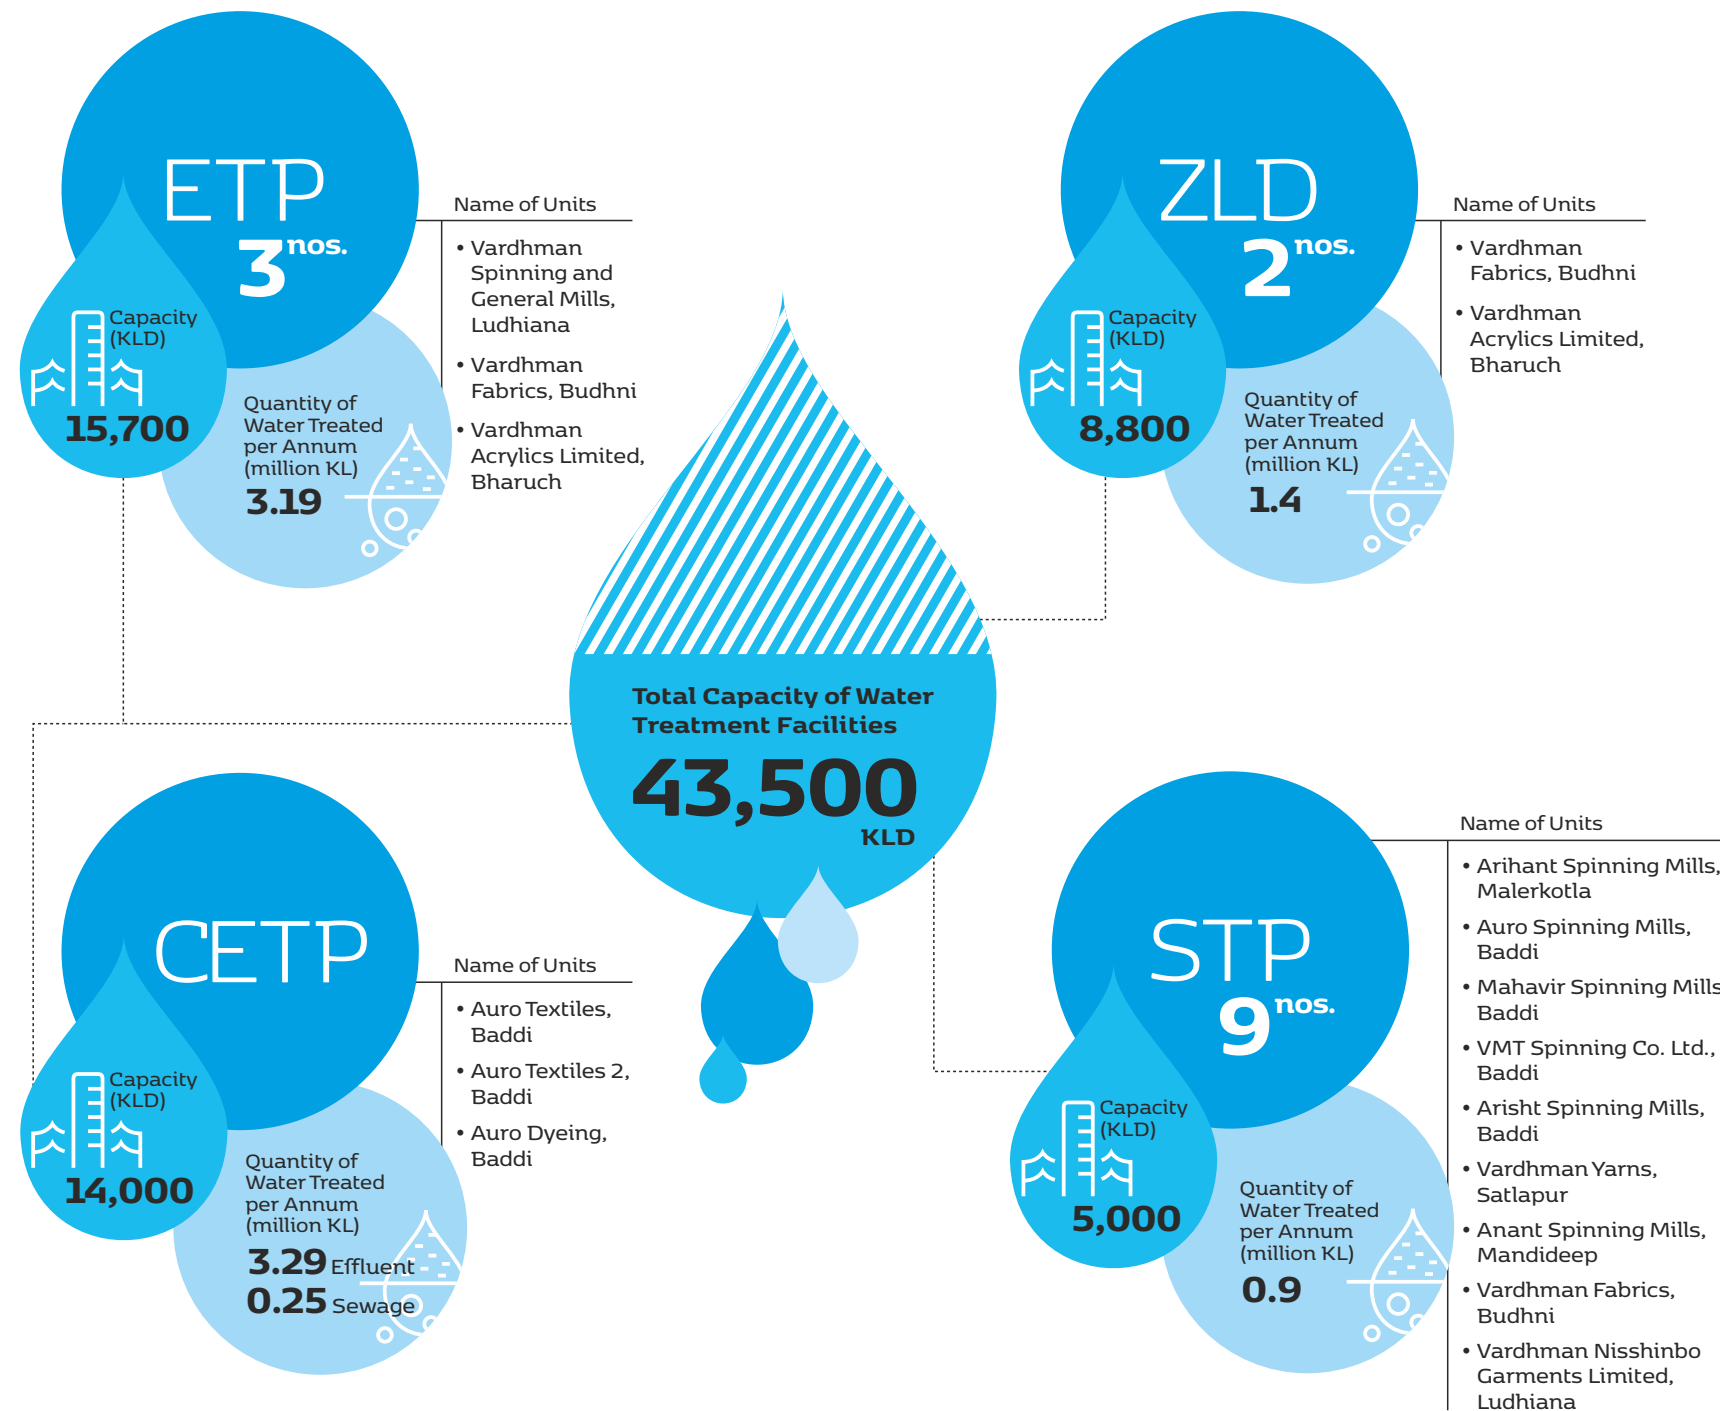 ETP
3 nos.
Capacity
(KLD)
15,700
Quantity of
Water Treated
per Annum
(million KL)
3.19
Name of Units
• Vardhman
Spinning and
General Mills,
Ludhiana
• Vardhman
Fabrics, Budhni
• Vardhman
Acrylics Limited,
Bharuch
ZLD
2 nos.
Capacity
(KLD)
8,800
Quantity of
Water Treated
per Annum
(million KL)
1.4
Name of Units
• Vardhman
Fabrics, Budhni
• Vardhman
Acrylics Limited,
Bharuch
Total Capacity of Water
Treatment Facilities
43,500
KLD
CETP
Capacity
(KLD)
14,000
Quantity of
Water Treated
per Annum
(million KL)
3.29 Effluent
0.25 Sewage
Name of Units
• Auro Textiles,
Baddi
• Auro Textiles 2,
Baddi
• Auro Dyeing,
Baddi
STP
9 nos.
Capacity
(KLD)
5,000
Quantity of
Water Treated
per Annum
(million KL)
0.9
Name of Units
• Arihant Spinning Mills,
Malerkotla
• Auro Spinning Mills,
Baddi
• Mahavir Spinning Mills
Baddi
• VMT Spinning Co. Ltd.,
Baddi
• Arisht Spinning Mills,
Baddi
• Vardhman Yarns,
Satlapur
• Anant Spinning Mills,
Mandideep
• Vardhman Fabrics,
Budhni
• Vardhman Nisshinbo
Garments Limited,
Ludhiana